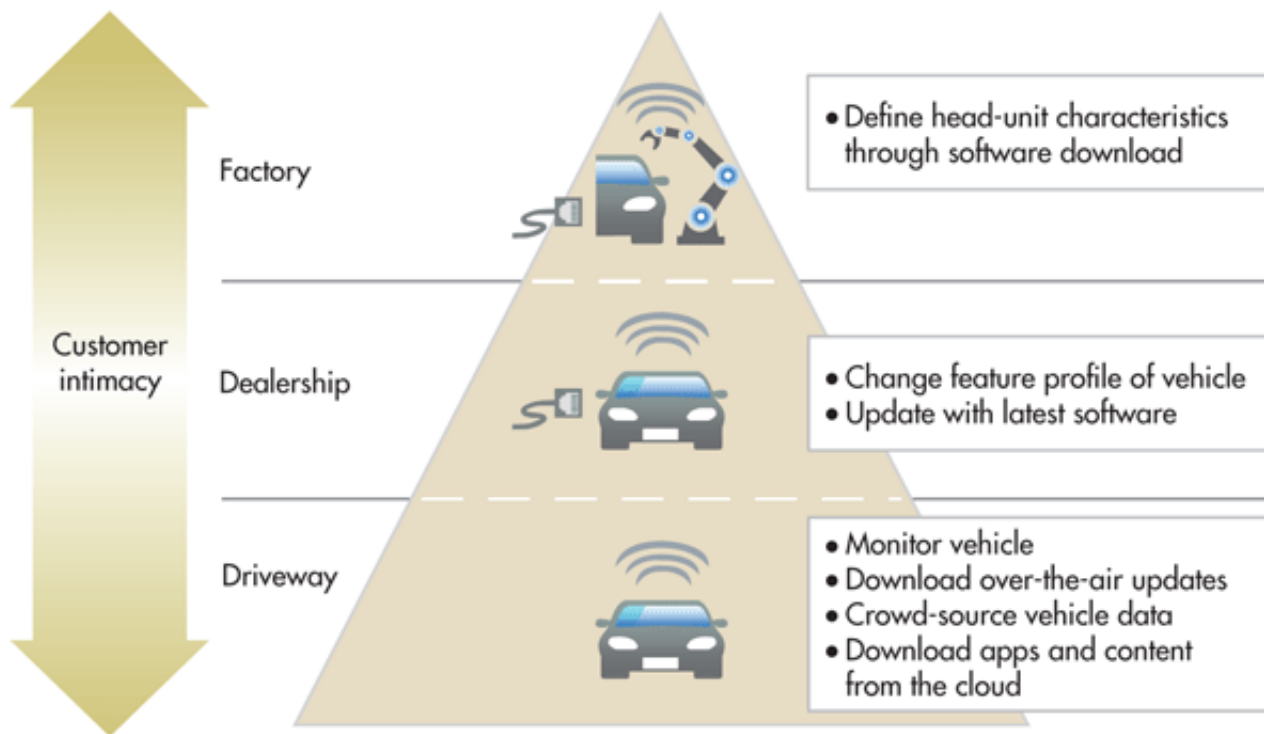 Factory
• Define head-unit characteristics
through software download
Customer
intimacy
Dealership
• Change feature profile of vehicle
• Update with latest software
Driveway
• Monitor vehicle
• Download over-the-air updates
• Crowd-source vehicle data
• Download apps and content
from the cloud